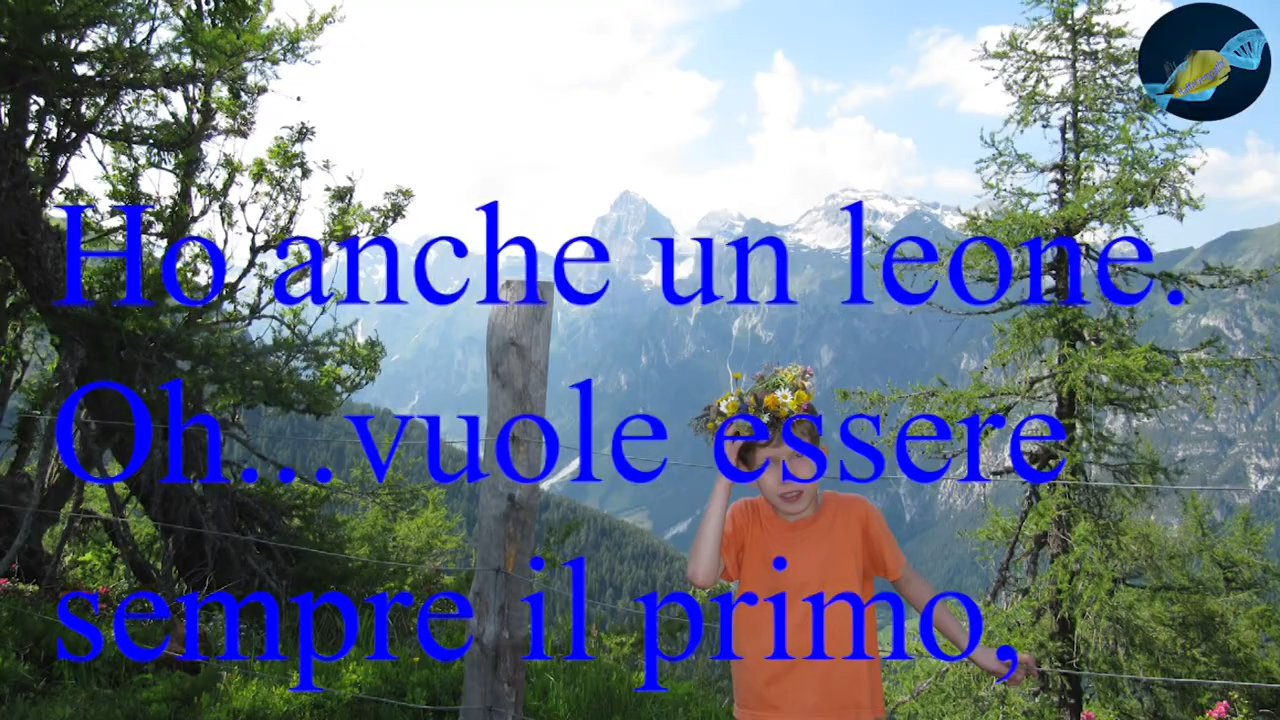 Ho anche un leone.
Oh...vuole essere
sempre il primo,